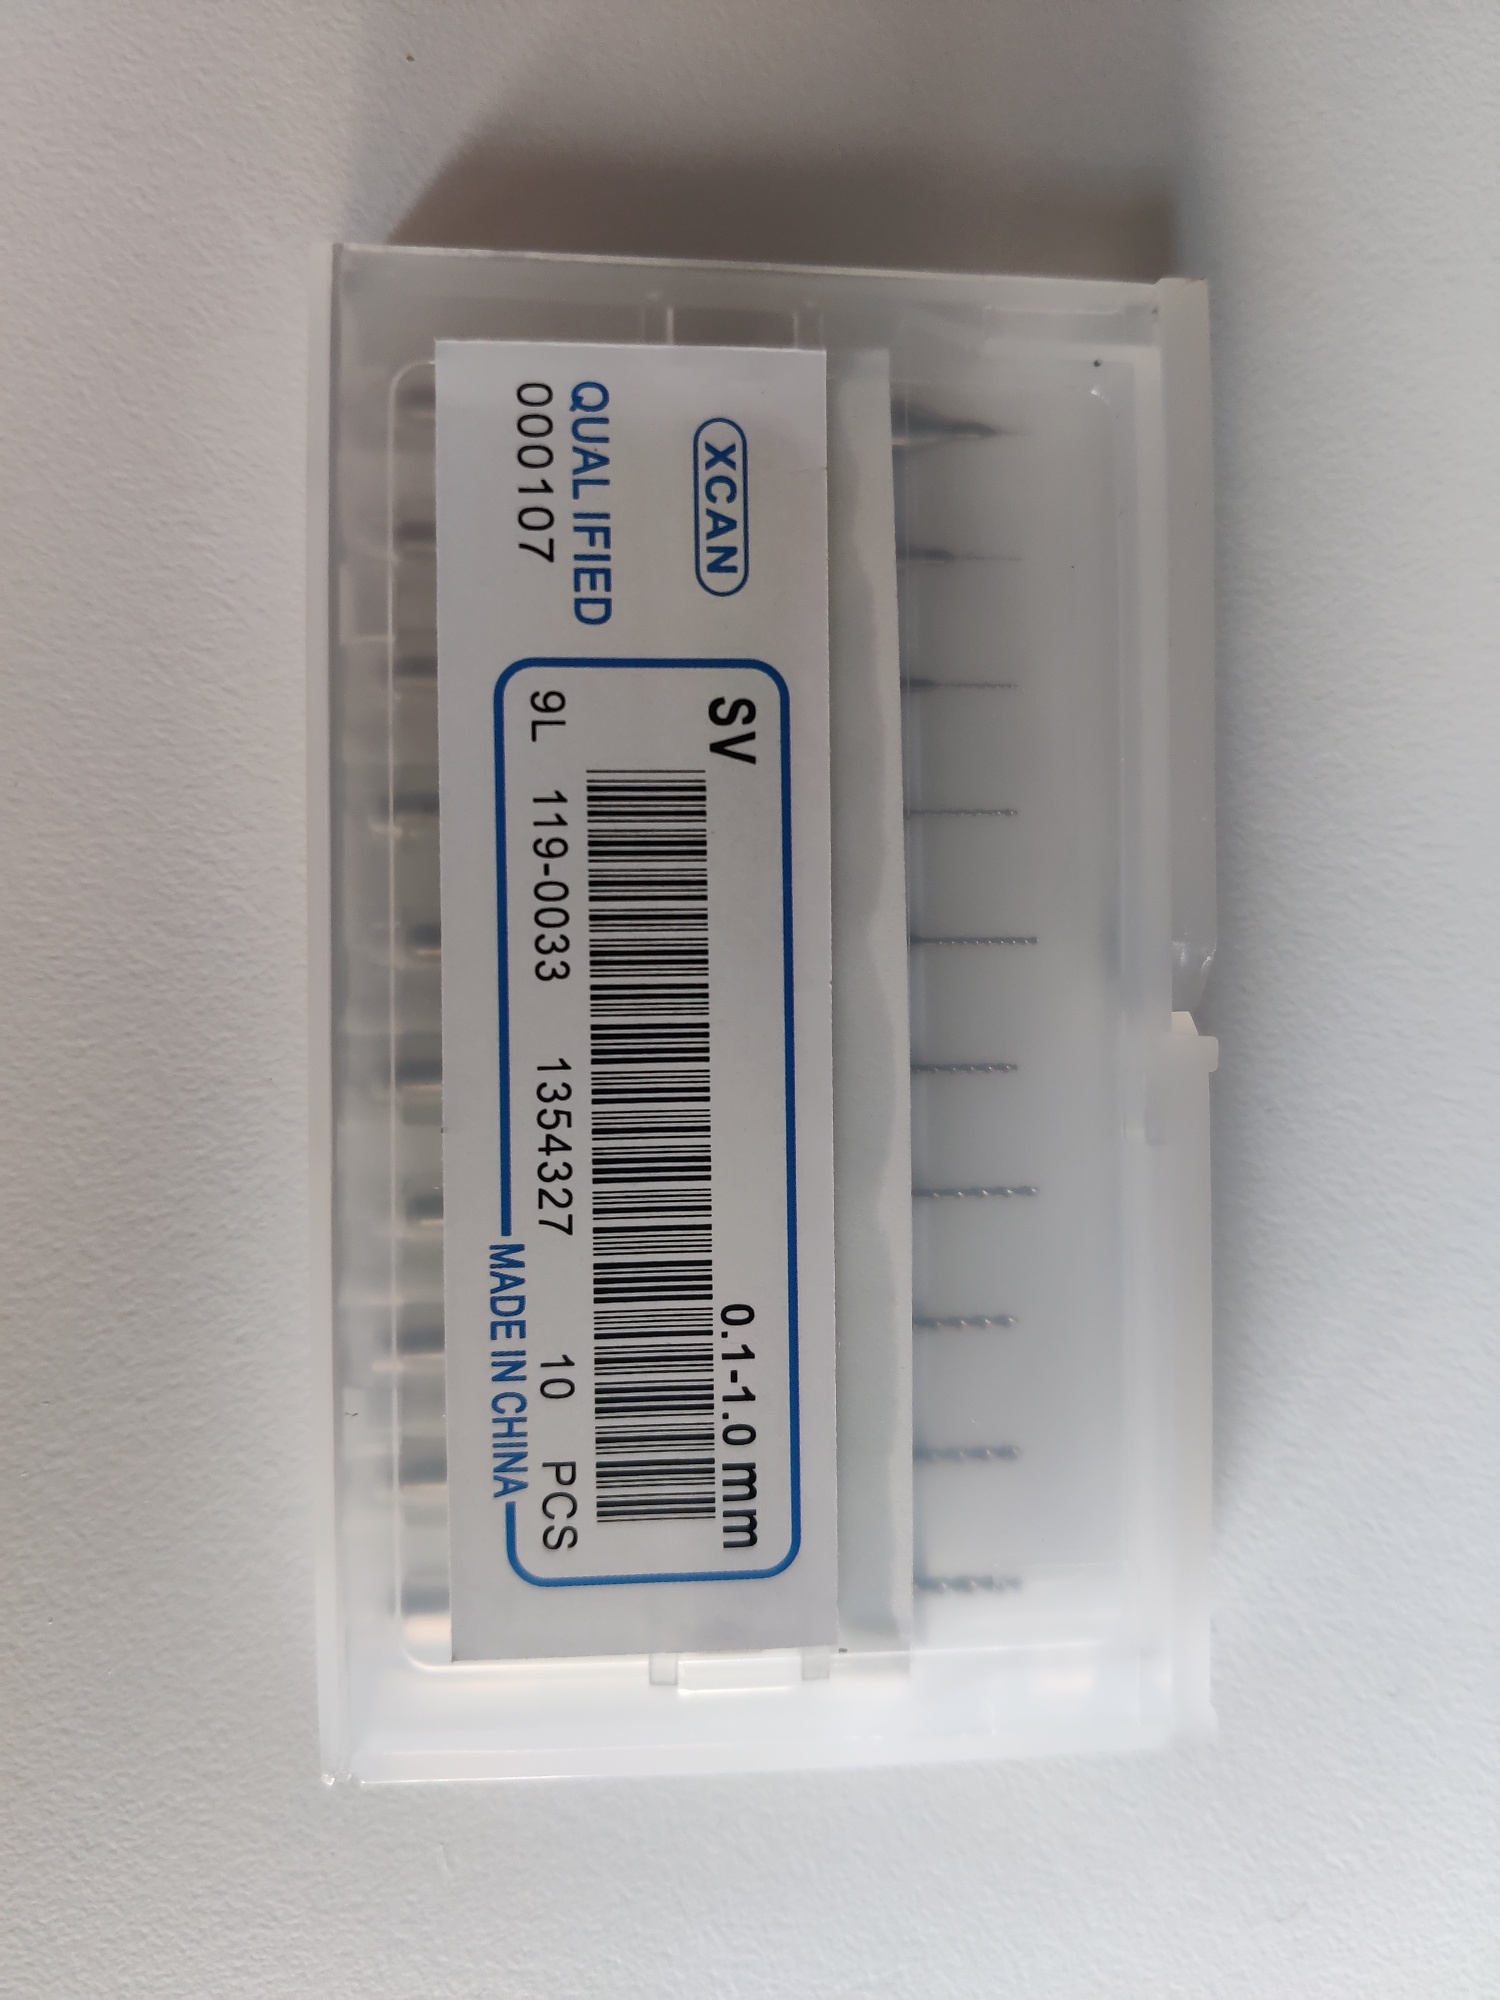 XCAN
QUALIFIED
000107
SV 0.1-1.0 mm
9L 119-0033 1354327 10 PCS
MADE IN CHINA